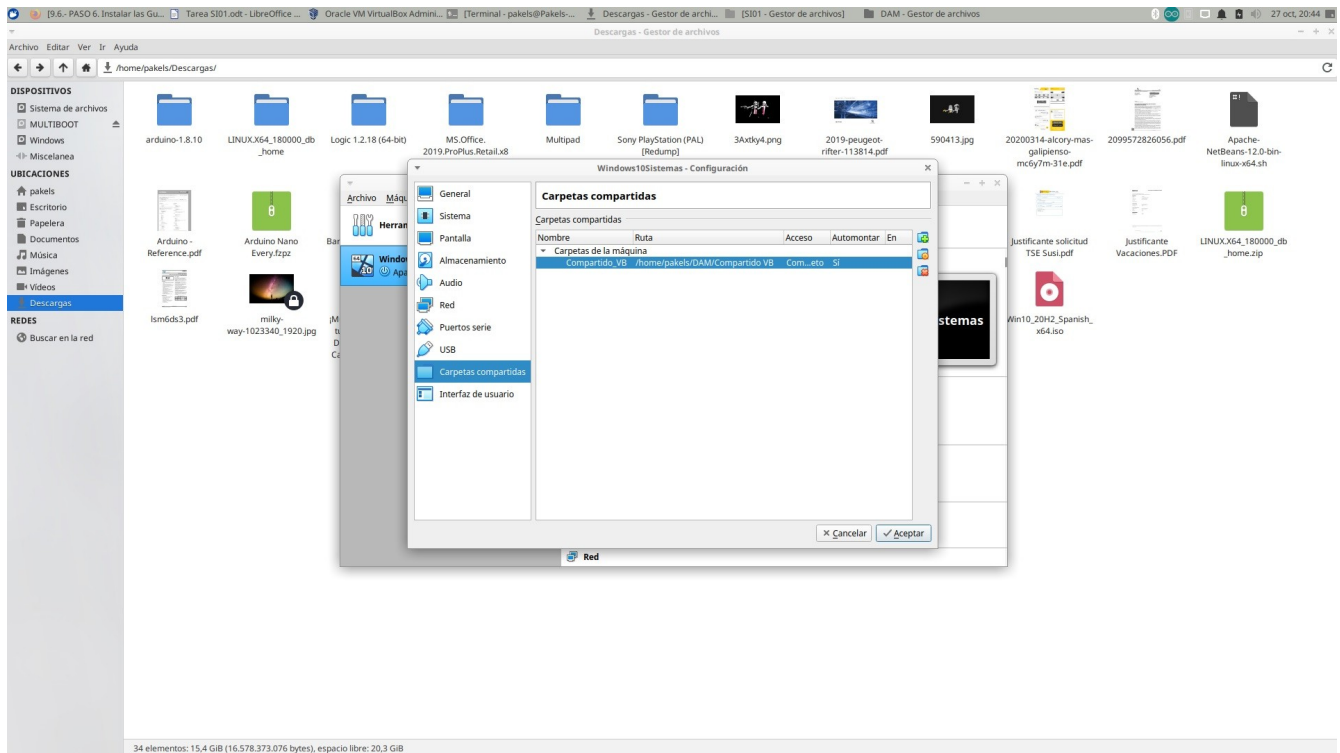 [9.6.- PASO 6. Instalar las Gu... Tarea SI01.odt - LibreOffice ... Oracle VM VirtualBox Admini... [Terminal - pakels@Pakels-... Descargas - Gestor de archi... [SI01 - Gestor de archivos] DAM - Gestor de archivos 27 oct, 20:44
Descargas - Gestor de archivos
Archivo Editar Ver Ir Ayuda
/home/pakels/Descargas/
DISPOSITIVOS
Sistema de archivos
MULTIBOOT
Windows
Miscelanea
UBICACIONES
pakels
Escritorio
Papelera
Documentos
Música
Imágenes
Vídeos
Descargas
REDES
Buscar en la red
arduino-1.8.10
LINUX.X64_180000_db
_home
Logic 1.2.18 (64-bit)
MS.Office.
2019.ProPlus.Retail.x8
Multipad
Sony PlayStation (PAL)
[Redump]
3Axtky4.png
2019-peugeot-
rifter-113814.pdf
590413.jpg
20200314-alcory-mas-
galipienso-
mc6y7m-31e.pdf
2099572826056.pdf
Apache-
NetBeans-12.0-bin-
linux-x64.sh
Arduino -
Reference.pdf
Arduino Nano
Every.fzpz
Justificante solicitud
TSE Susi.pdf
Justificante
Vacaciones.PDF
LINUX.X64_180000_db
_home.zip
lsm6ds3.pdf
milky-
way-1023340_1920.jpg
Win10_20H2_Spanish_
x64.iso
Archivo Máqu
Herran
Windo
Apa
stemas
Red
Windows10Sistemas - Configuración
General
Sistema
Pantalla
Almacenamiento
Audio
Red
Puertos serie
USB
Carpetas compartidas
Interfaz de usuario
Carpetas compartidas
Carpetas compartidas
Nombre Ruta Acceso Automontar En
Carpetas de la máquina
Compartido_VB /home/pakels/DAM/Compartido VB Com...eto Sí
Cancelar Aceptar
34 elementos: 15,4 GiB (16.578.373.076 bytes), espacio libre: 20,3 GiB